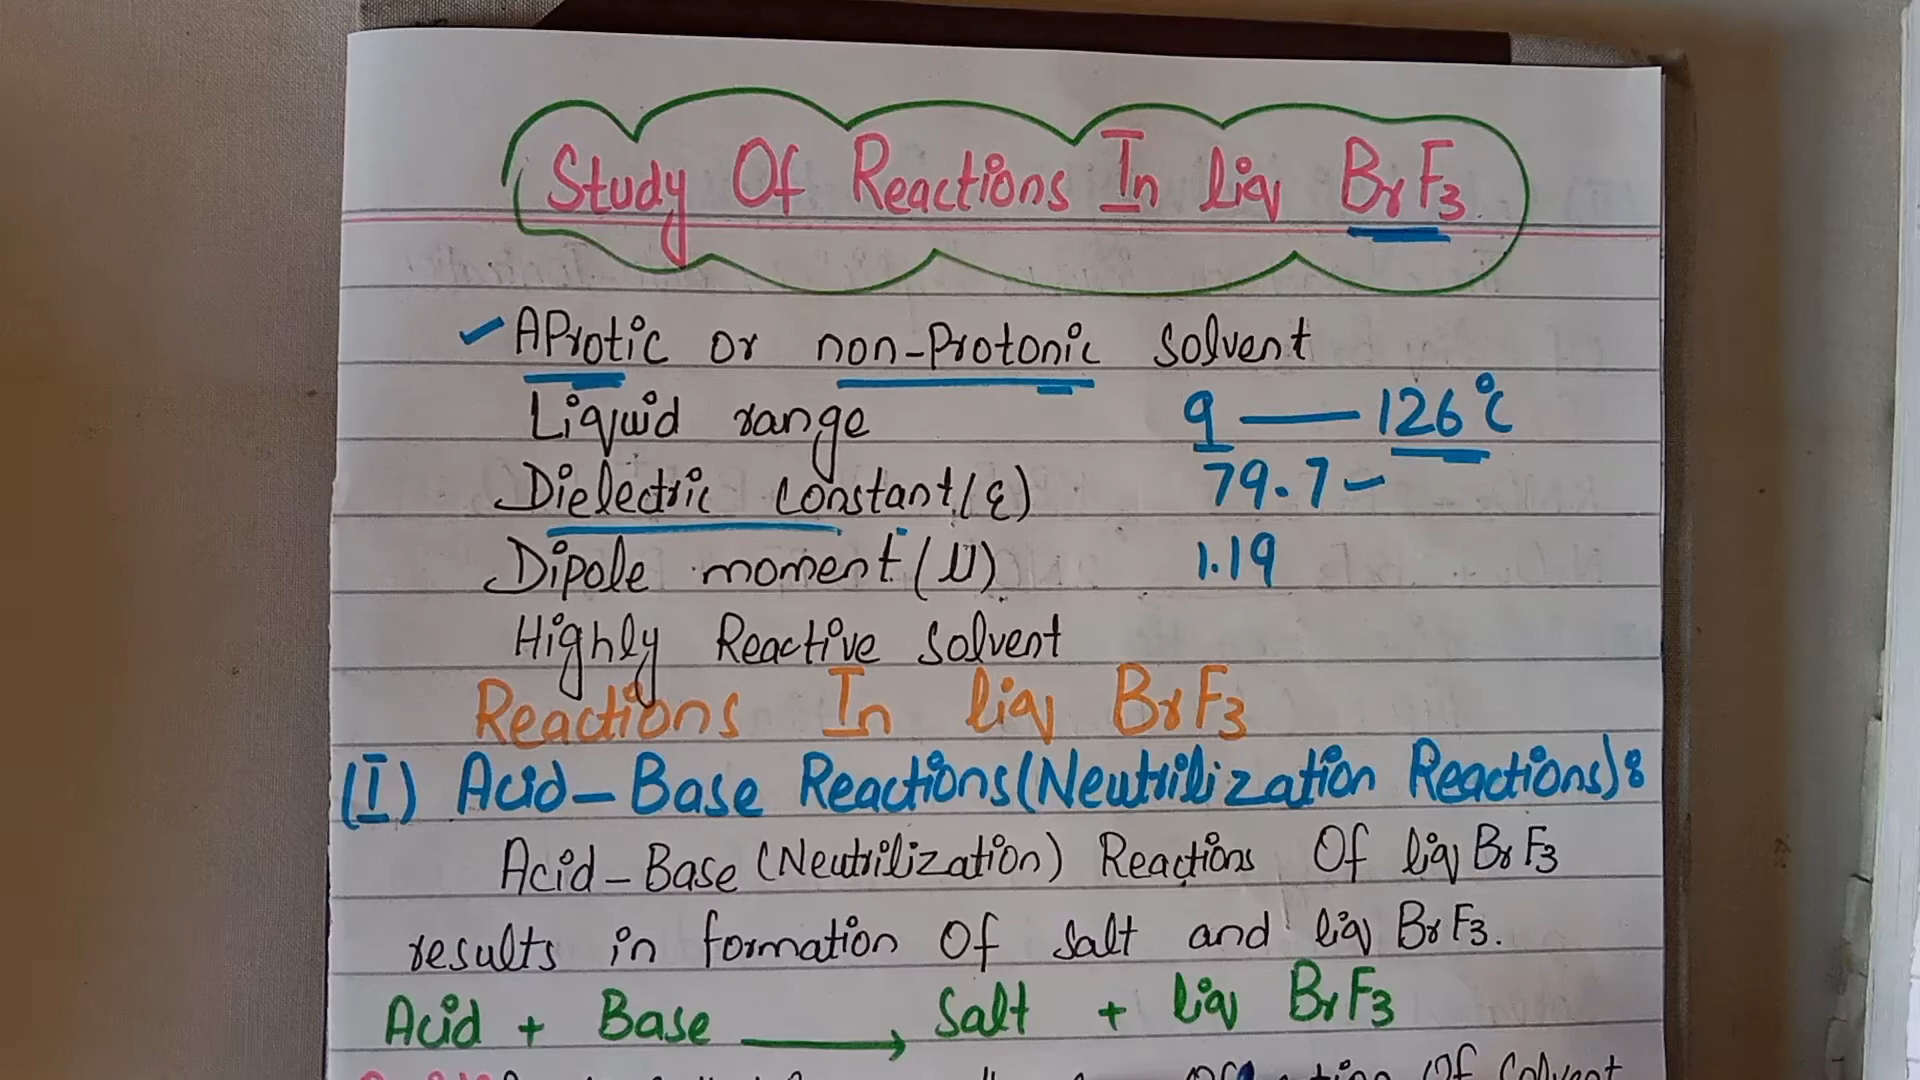 Study Of Reactions In liq BrF3
AProtic or non-Protonic solvent
Liquid range 9 — 126°C
Dielectric constant (ε) 79.7 –
Dipole moment (μ) 1.19
Highly Reactive solvent
Reactions In liq BrF3
(I) Acid-Base Reactions (Neutrilization Reactions):
Acid-Base (Neutrilization) Reactions Of liq BrF3
results in formation Of salt and liq BrF3.
Acid + Base → Salt + liq BrF3
Of Solvent